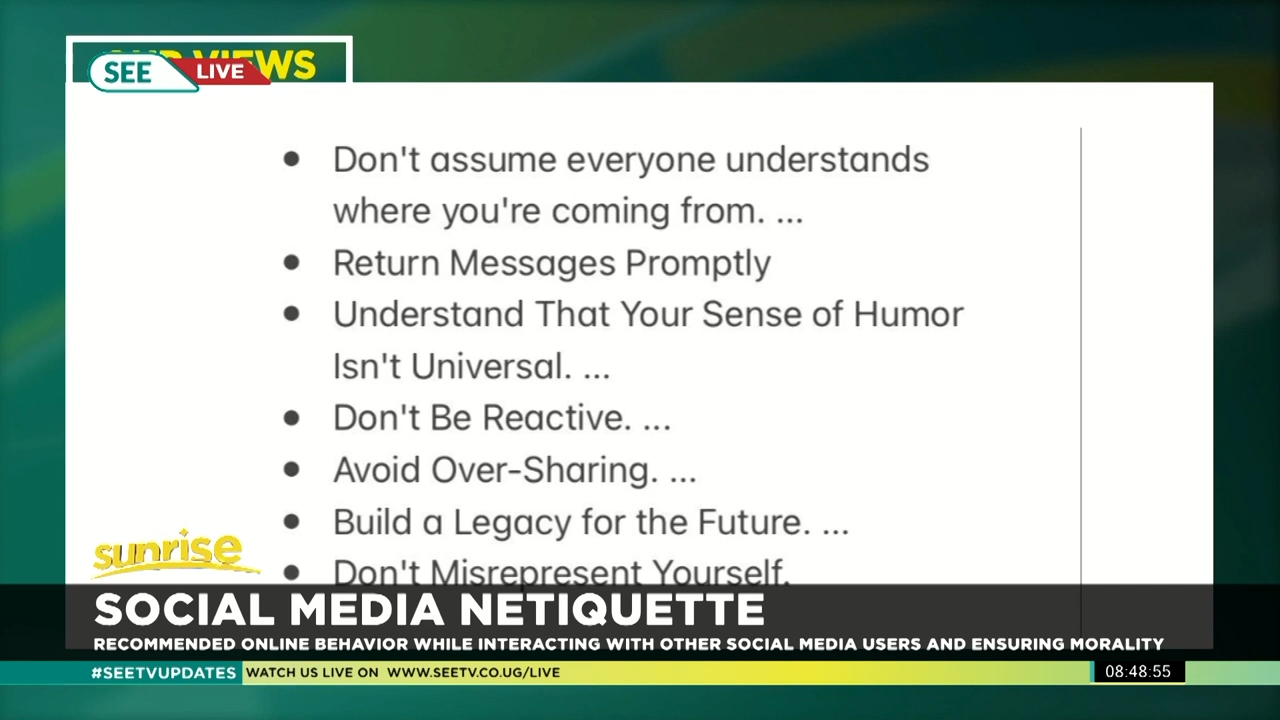 VIEWS
SEE
LIVE
• Don't assume everyone understands
where you're coming from. ...
• Return Messages Promptly
• Understand That Your Sense of Humor
Isn't Universal. ...
• Don't Be Reactive. ...
• Avoid Over-Sharing. ...
• Build a Legacy for the Future. ...
• Don't Misrepresent Yourself.
sunrise
SOCIAL MEDIA NETIQUETTE
RECOMMENDED ONLINE BEHAVIOR WHILE INTERACTING WITH OTHER SOCIAL MEDIA USERS AND ENSURING MORALITY
#SEETVUPDATES WATCH US LIVE ON WWW.SEETV.CO.UG/LIVE 08:48:55